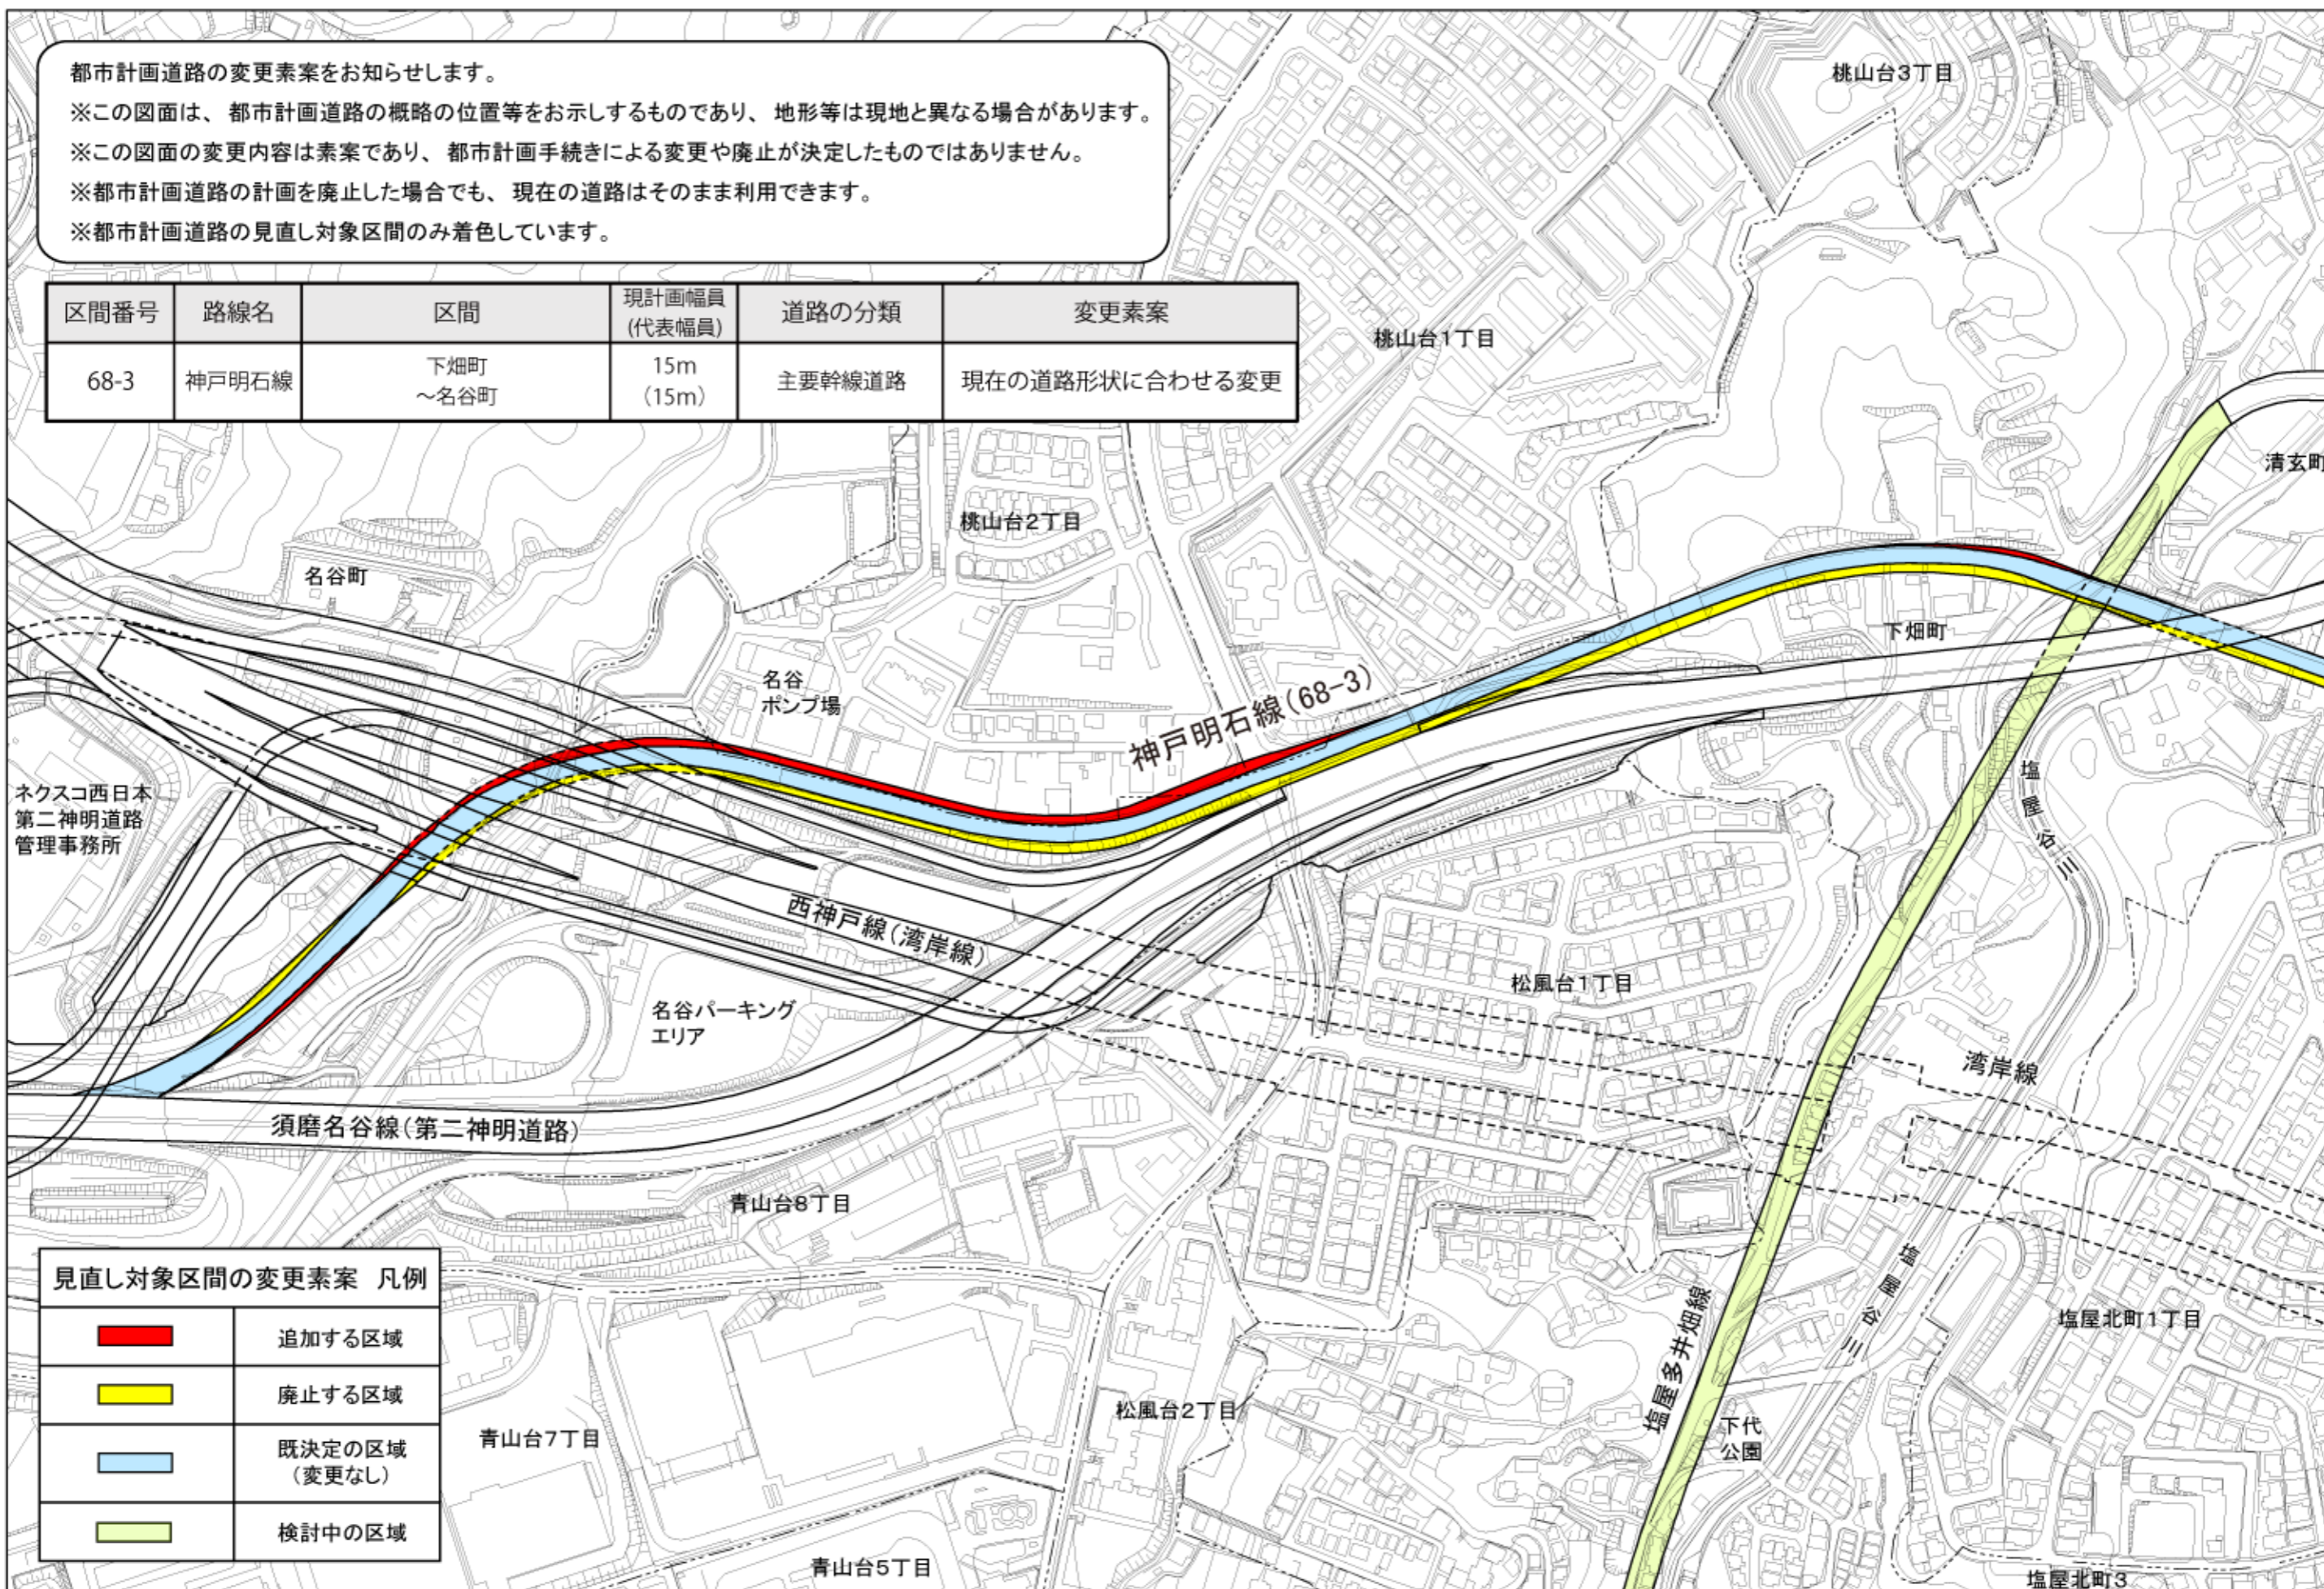 都市計画道路の変更素案をお知らせします。
※この図面は、都市計画道路の概略の位置等をお示しするものであり、地形等は現地と異なる場合があります。
※この図面の変更内容は素案であり、都市計画手続きによる変更や廃止が決定したものではありません。
※都市計画道路の計画を廃止した場合でも、現在の道路はそのまま利用できます。
※都市計画道路の見直し対象区間のみ着色しています。
区間番号 路線名 区間 現計画幅員 (代表幅員) 道路の分類 変更素案
68-3 神戸明石線 下畑町 ～名谷町 15m (15m) 主要幹線道路 現在の道路形状に合わせる変更
桃山台3丁目
桃山台1丁目
清玄町
桃山台2丁目
名谷町
下畑町
名谷
ポンプ場
神戸明石線(68-3)
ネクスコ西日本
第二神明道路
管理事務所
塩屋谷川
西神戸線(湾岸線)
松風台1丁目
名谷パーキング
エリア
湾岸線
須磨名谷線(第二神明道路)
青山台8丁目
塩屋谷川
塩屋北町1丁目
塩屋多井畑線
松風台2丁目
下代
公園
青山台7丁目
青山台5丁目
塩屋北町3
見直し対象区間の変更素案 凡例
追加する区域
廃止する区域
既決定の区域
(変更なし)
検討中の区域